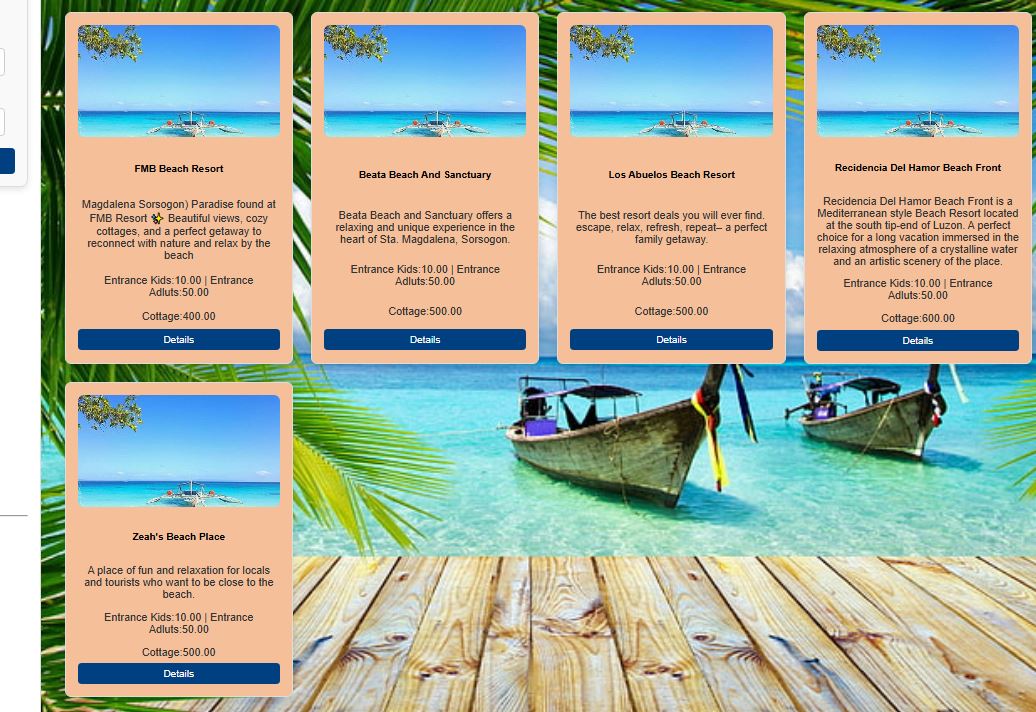 FMB Beach Resort
Magdalena Sorsogon) Paradise found at
FMB Resort ✨ Beautiful views, cozy
cottages, and a perfect getaway to
reconnect with nature and relax by the
beach
Entrance Kids:10.00 | Entrance
Adluts:50.00
Cottage:400.00
Details
Beata Beach And Sanctuary
Beata Beach and Sanctuary offers a
relaxing and unique experience in the
heart of Sta. Magdalena, Sorsogon.
Entrance Kids:10.00 | Entrance
Adluts:50.00
Cottage:500.00
Details
Los Abuelos Beach Resort
The best resort deals you will ever find.
escape, relax, refresh, repeat– a perfect
family getaway.
Entrance Kids:10.00 | Entrance
Adluts:50.00
Cottage:500.00
Details
Recidencia Del Hamor Beach Front
Recidencia Del Hamor Beach Front is a
Mediterranean style Beach Resort located
at the south tip-end of Luzon. A perfect
choice for a long vacation immersed in the
relaxing atmosphere of a crystalline water
and an artistic scenery of the place.
Entrance Kids:10.00 | Entrance
Adluts:50.00
Cottage:600.00
Details
Zeah's Beach Place
A place of fun and relaxation for locals
and tourists who want to be close to the
beach.
Entrance Kids:10.00 | Entrance
Adluts:50.00
Cottage:500.00
Details